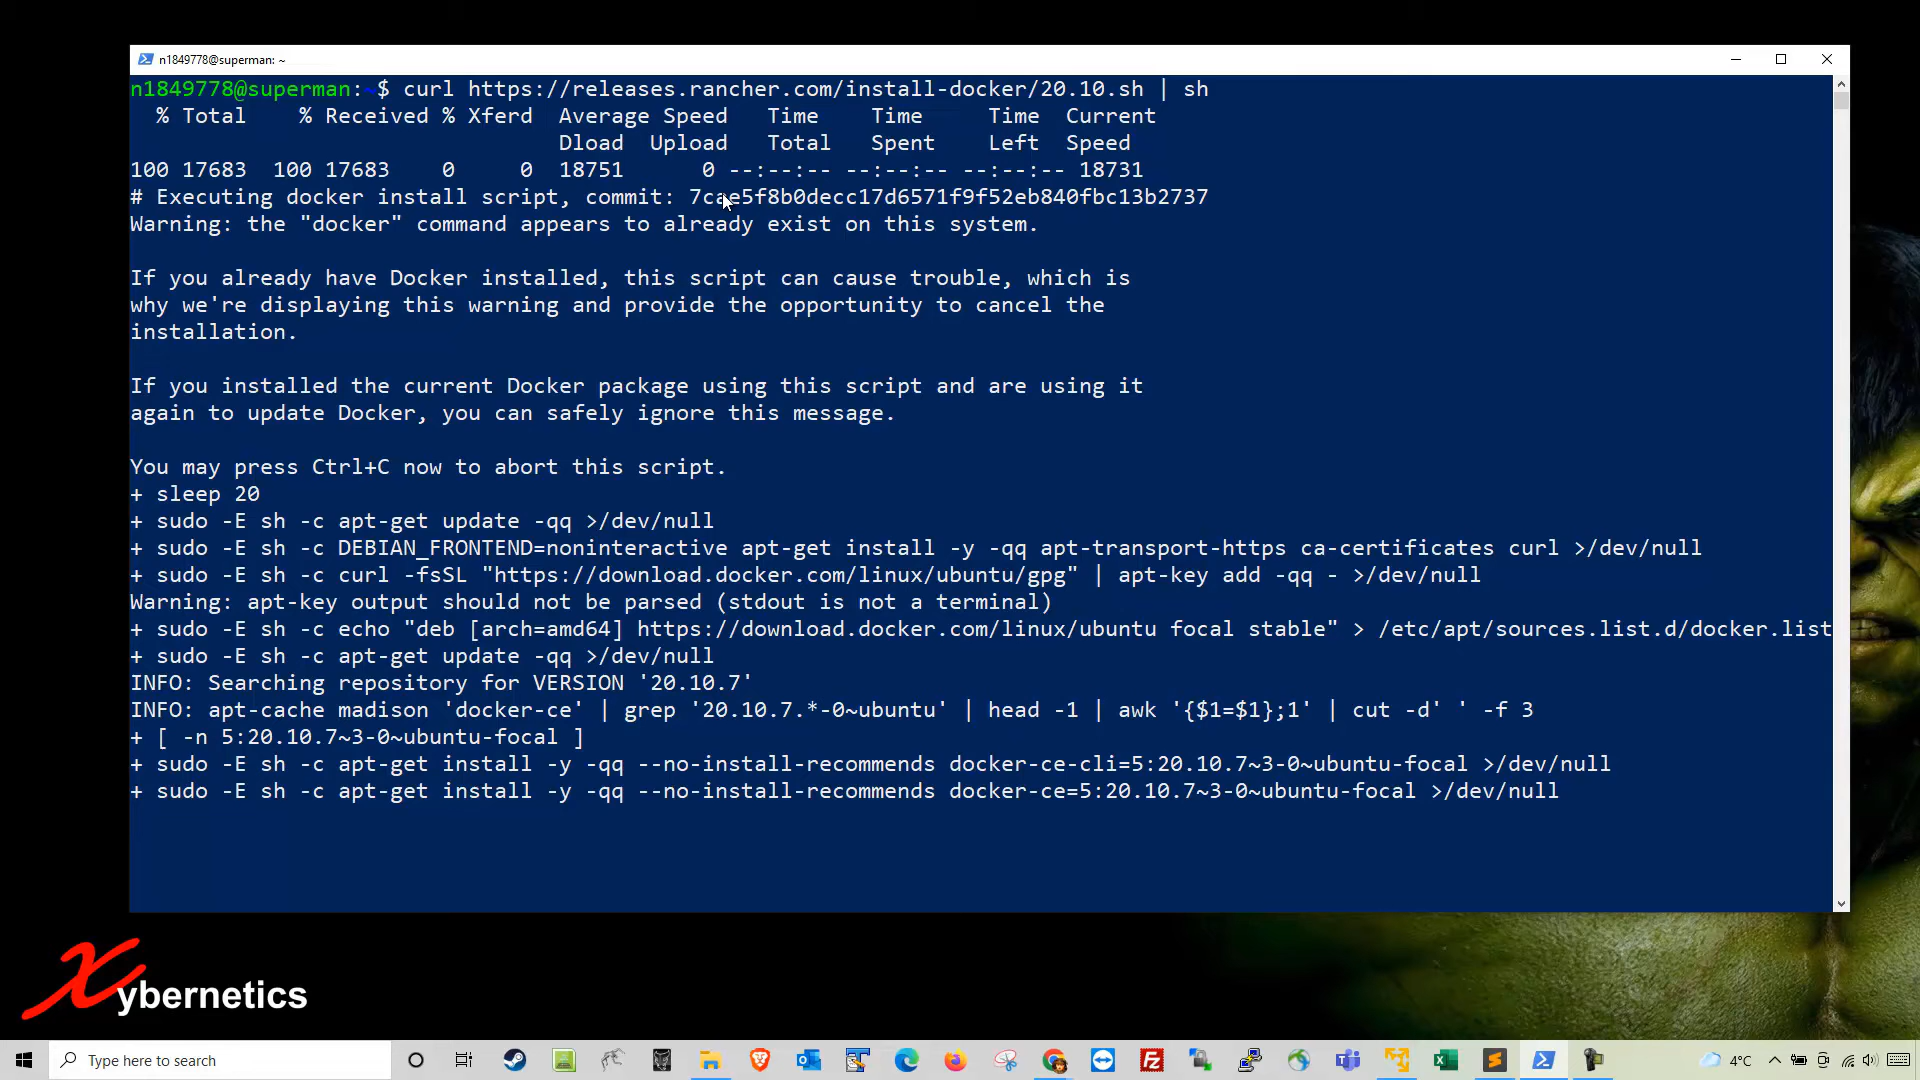 n1849778@superman: ~
n1849778@superman:~$ curl https://releases.rancher.com/install-docker/20.10.sh | sh
% Total    % Received % Xferd  Average Speed   Time    Time     Time  Current
Dload  Upload   Total   Spent    Left  Speed
100 17683  100 17683    0     0  18751      0 --:--:-- --:--:-- --:--:-- 18731
# Executing docker install script, commit: 7cae5f8b0decc17d6571f9f52eb840fbc13b2737
Warning: the "docker" command appears to already exist on this system.
If you already have Docker installed, this script can cause trouble, which is
why we're displaying this warning and provide the opportunity to cancel the
installation.
If you installed the current Docker package using this script and are using it
again to update Docker, you can safely ignore this message.
You may press Ctrl+C now to abort this script.
+ sleep 20
+ sudo -E sh -c apt-get update -qq >/dev/null
+ sudo -E sh -c DEBIAN_FRONTEND=noninteractive apt-get install -y -qq apt-transport-https ca-certificates curl >/dev/null
+ sudo -E sh -c curl -fsSL "https://download.docker.com/linux/ubuntu/gpg" | apt-key add -qq - >/dev/null
Warning: apt-key output should not be parsed (stdout is not a terminal)
+ sudo -E sh -c echo "deb [arch=amd64] https://download.docker.com/linux/ubuntu focal stable" > /etc/apt/sources.list.d/docker.list
+ sudo -E sh -c apt-get update -qq >/dev/null
INFO: Searching repository for VERSION '20.10.7'
INFO: apt-cache madison 'docker-ce' | grep '20.10.7.*-0~ubuntu' | head -1 | awk '{$1=$1};1' | cut -d' ' -f 3
+ [ -n 5:20.10.7~3-0~ubuntu-focal ]
+ sudo -E sh -c apt-get install -y -qq --no-install-recommends docker-ce-cli=5:20.10.7~3-0~ubuntu-focal >/dev/null
+ sudo -E sh -c apt-get install -y -qq --no-install-recommends docker-ce=5:20.10.7~3-0~ubuntu-focal >/dev/null
Xybernetics
Type here to search
4°C